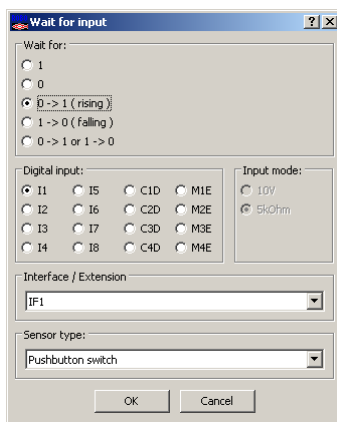 Wait for input
Wait for:
1
0
0 -> 1 ( rising )
1 -> 0 ( falling )
0 -> 1 or 1 -> 0
Digital input:
I1 I5 C1D M1E
I2 I6 C2D M2E
I3 I7 C3D M3E
I4 I8 C4D M4E
Input mode:
10V
5kOhm
Interface / Extension
IF1
Sensor type:
Pushbutton switch
OK Cancel